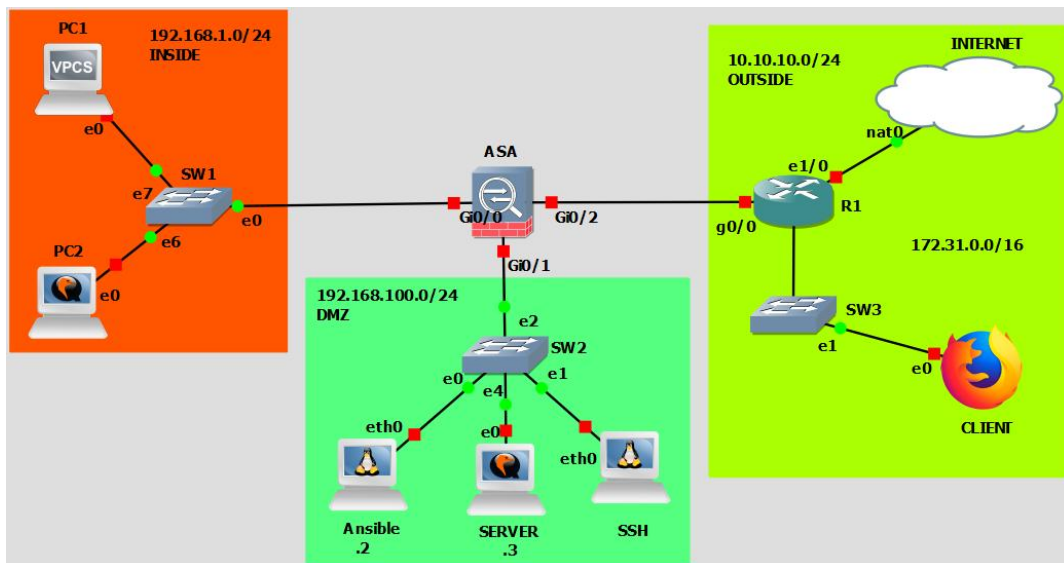 PC1
192.168.1.0/24
INSIDE
VPCS
e0
e7
SW1
e0
e6
PC2
e0
ASA
Gi0/0
Gi0/2
Gi0/1
192.168.100.0/24
DMZ
e2
SW2
e0
e4
e1
eth0
e0
eth0
Ansible
.2
SERVER
.3
SSH
INTERNET
10.10.10.0/24
OUTSIDE
nat0
e1/0
R1
g0/0
172.31.0.0/16
SW3
e1
e0
CLIENT